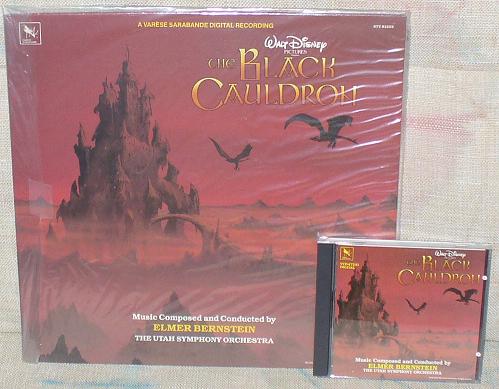 A VARÈSE SARABANDE DIGITAL RECORDING
WALT DISNEY
PICTURES
THE BLACK
CAULDRON
Music Composed and Conducted by
ELMER BERNSTEIN
THE UTAH SYMPHONY ORCHESTRA
WALT DISNEY
THE BLACK
CAULDRON
Music Composed and Conducted by
ELMER BERNSTEIN
THE UTAH SYMPHONY ORCHESTRA